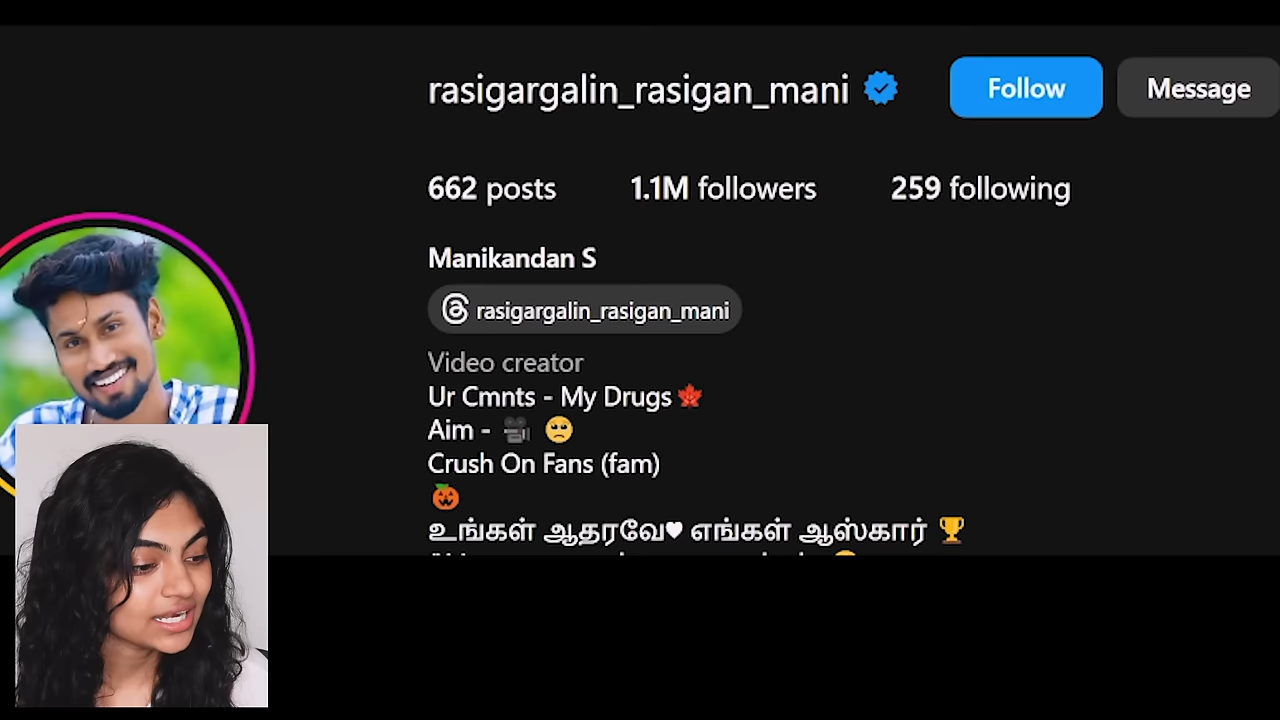 rasigargalin_rasigan_mani Follow Message
662 posts 1.1M followers 259 following
Manikandan S
rasigargalin_rasigan_mani
Video creator
Ur Cmnts - My Drugs🍁
Aim - 🎥 🥺
Crush On Fans (fam)
🎃
உங்கள் ஆதரவே♥ எங்கள் ஆஸ்கார் 🏆